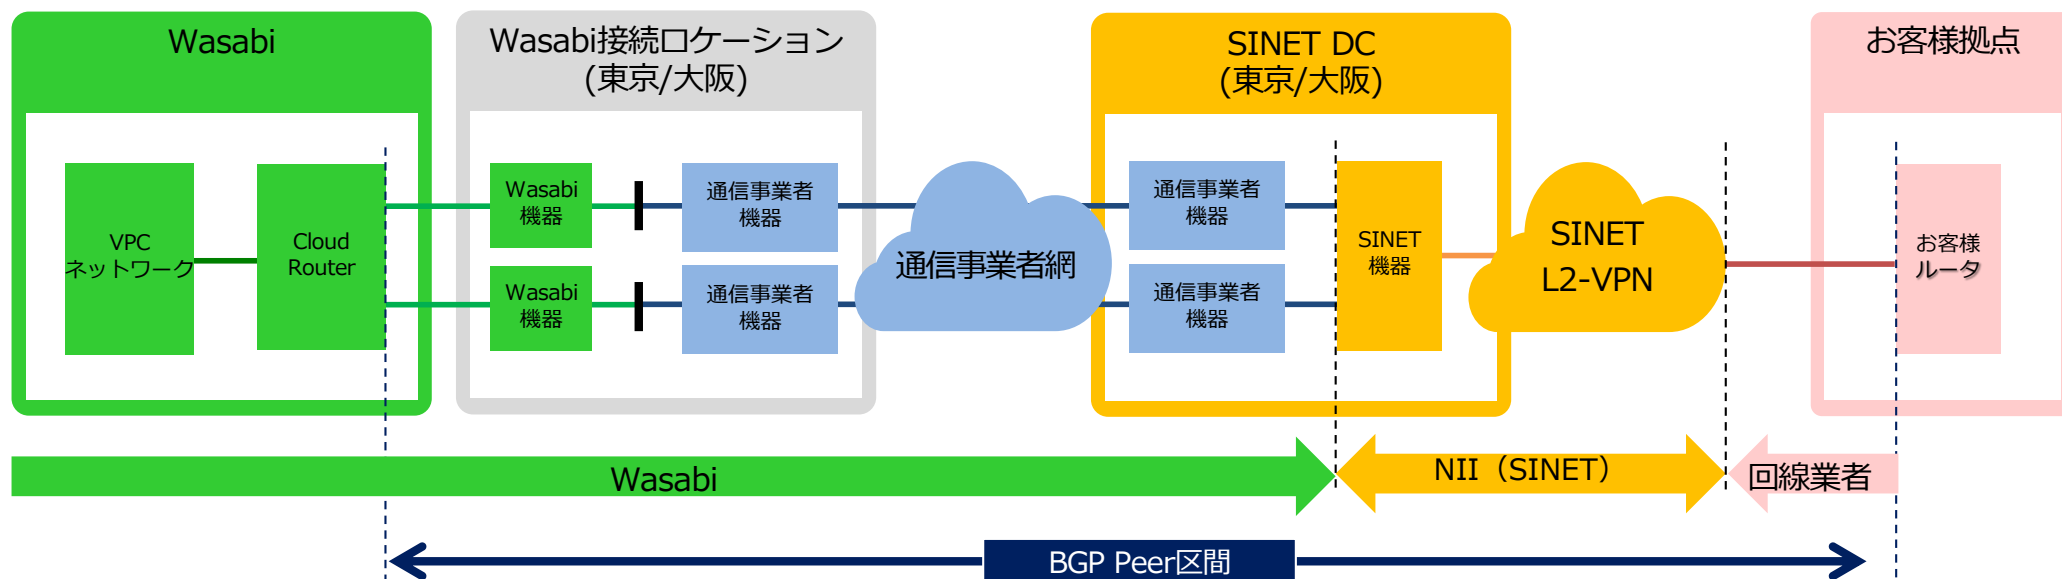 Wasabi
Wasabi接続ロケーション
(東京/大阪)
SINET DC
(東京/大阪)
お客様拠点
VPC
ネットワーク
Cloud
Router
Wasabi
機器
Wasabi
機器
通信事業者
機器
通信事業者
機器
通信事業者網
通信事業者
機器
通信事業者
機器
SINET
機器
SINET
L2-VPN
お客様
ルータ
Wasabi
NII（SINET）
回線業者
BGP Peer区間